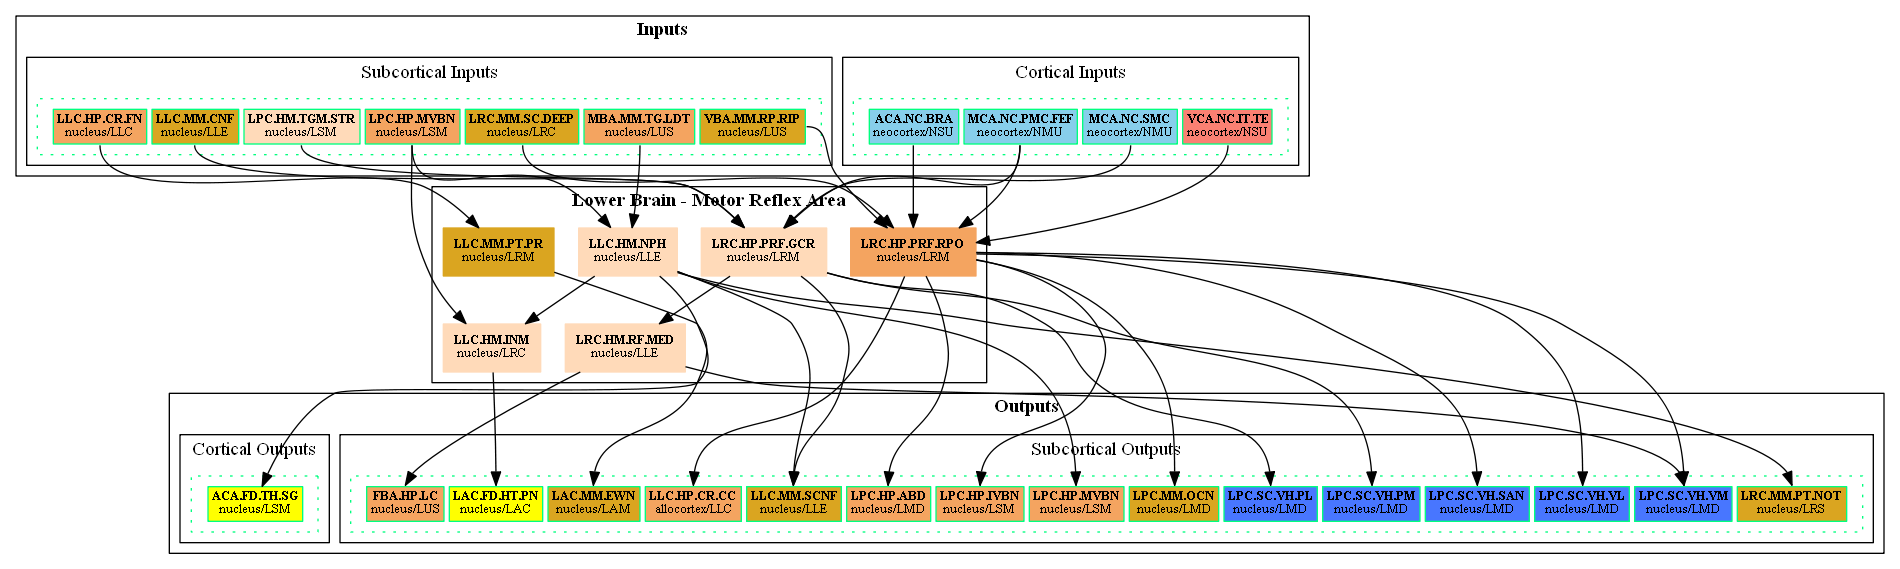 Inputs
Subcortical Inputs
Cortical Inputs
LLC.HP.CR.FN
nucleus/LLC
LLC.MM.CNF
nucleus/LLE
LPC.HM.TGM.STR
nucleus/LSM
LPC.HP.MVBN
nucleus/LSM
LRC.MM.SC.DEEP
nucleus/LRC
MBA.MM.TG.LDT
nucleus/LUS
VBA.MM.RP.RIP
nucleus/LUS
ACA.NC.BRA
neocortex/NSU
MCA.NC.PMC.FEF
neocortex/NMU
MCA.NC.SMC
neocortex/NMU
VCA.NC.IT.TE
neocortex/NSU
Lower Brain - Motor Reflex Area
LLC.MM.PT.PR
nucleus/LRM
LLC.HM.NPH
nucleus/LLE
LRC.HP.PRF.GCR
nucleus/LRM
LRC.HP.PRF.RPO
nucleus/LRM
LLC.HM.INM
nucleus/LRC
LRC.HM.RF.MED
nucleus/LLE
Outputs
Cortical Outputs
Subcortical Outputs
ACA.FD.TH.SG
nucleus/LSM
FBA.HP.LC
nucleus/LUS
LAC.FD.HT.PN
nucleus/LAC
LAC.MM.EWN
nucleus/LAM
LLC.HP.CR.CC
allocortex/LLC
LLC.MM.SCNF
nucleus/LLE
LPC.HP.ABD
nucleus/LMD
LPC.HP.IVBN
nucleus/LSM
LPC.HP.MVBN
nucleus/LSM
LPC.MM.OCN
nucleus/LMD
LPC.SC.VH.PL
nucleus/LMD
LPC.SC.VH.PM
nucleus/LMD
LPC.SC.VH.SAN
nucleus/LMD
LPC.SC.VH.VL
nucleus/LMD
LPC.SC.VH.VM
nucleus/LMD
LRC.MM.PT.NOT
nucleus/LRS